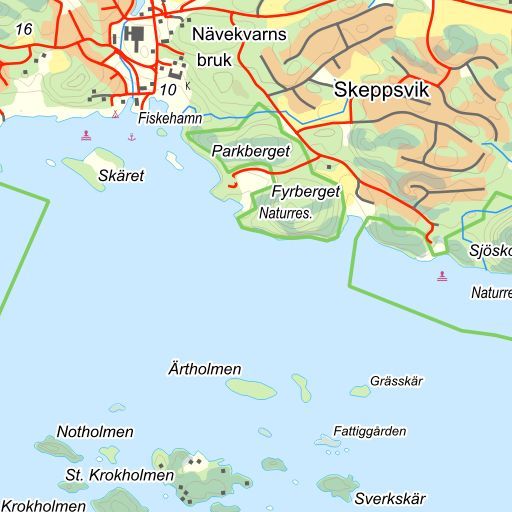 16
Nävekvarns
bruk
10
K
Skeppsvik
Fiskehamn
Parkberget
Skäret
Fyrberget
Naturres.
Sjösko
Naturre
Ärtholmen
Grässkär
Notholmen
Fattiggården
St. Krokholmen
Sverkskär
Krokholmen